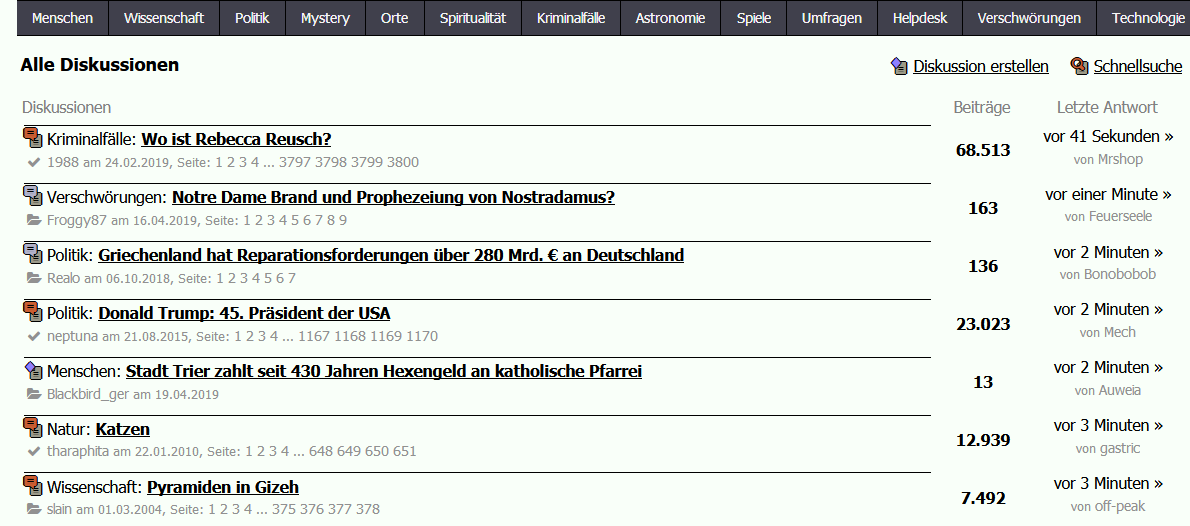 Menschen Wissenschaft Politik Mystery Orte Spiritualität Kriminalfälle Astronomie Spiele Umfragen Helpdesk Verschwörungen Technologie
Alle Diskussionen Diskussion erstellen Schnellsuche
Diskussionen Beiträge Letzte Antwort
Kriminalfälle: Wo ist Rebecca Reusch? 68.513 vor 41 Sekunden »
1988 am 24.02.2019, Seite: 1 2 3 4 ... 3797 3798 3799 3800 von Mrshop
Verschwörungen: Notre Dame Brand und Prophezeiung von Nostradamus? 163 vor einer Minute »
Froggy87 am 16.04.2019, Seite: 1 2 3 4 5 6 7 8 9 von Feuerseele
Politik: Griechenland hat Reparationsforderungen über 280 Mrd. € an Deutschland 136 vor 2 Minuten »
Realo am 06.10.2018, Seite: 1 2 3 4 5 6 7 von Bonobobob
Politik: Donald Trump: 45. Präsident der USA 23.023 vor 2 Minuten »
neptuna am 21.08.2015, Seite: 1 2 3 4 ... 1167 1168 1169 1170 von Mech
Menschen: Stadt Trier zahlt seit 430 Jahren Hexengeld an katholische Pfarrei 13 vor 2 Minuten »
Blackbird_ger am 19.04.2019 von Auweia
Natur: Katzen 12.939 vor 3 Minuten »
tharaphita am 22.01.2010, Seite: 1 2 3 4 ... 648 649 650 651 von gastric
Wissenschaft: Pyramiden in Gizeh 7.492 vor 3 Minuten »
slain am 01.03.2004, Seite: 1 2 3 4 ... 375 376 377 378 von off-peak